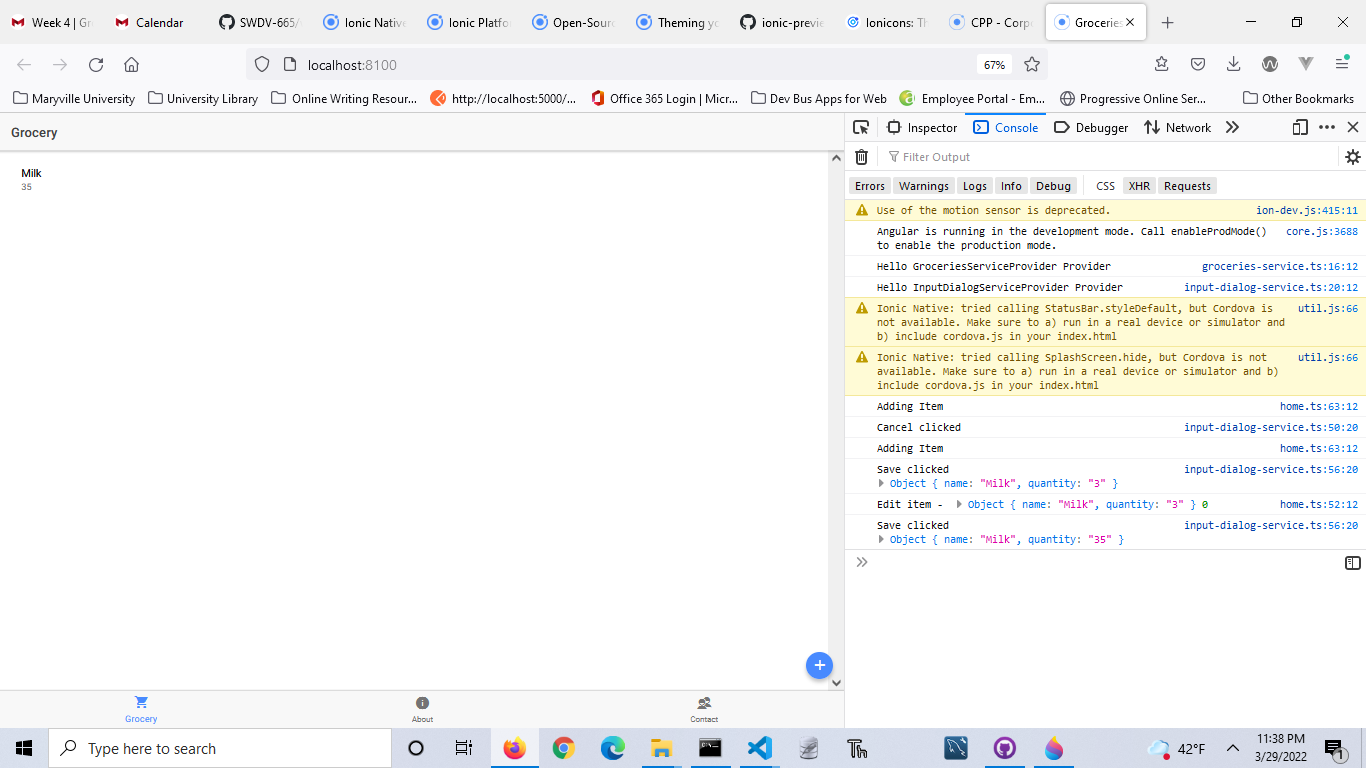 Week 4 | Gr
Calendar
SWDV-665/
Ionic Native
Ionic Platfo
Open-Sourc
Theming yo
ionic-previe
Ionicons: Th
CPP - Corpe
Groceries
localhost:8100
67%
Maryville University
University Library
Online Writing Resour...
http://localhost:5000/...
Office 365 Login | Micr...
Dev Bus Apps for Web
Employee Portal - Em...
Progressive Online Ser...
Other Bookmarks
Grocery
Milk
35
Inspector
Console
Debugger
Network
Filter Output
Errors
Warnings
Logs
Info
Debug
CSS
XHR
Requests
Use of the motion sensor is deprecated. ion-dev.js:415:11
Angular is running in the development mode. Call enableProdMode() core.js:3688
to enable the production mode.
Hello GroceriesServiceProvider Provider groceries-service.ts:16:12
Hello InputDialogServiceProvider Provider input-dialog-service.ts:20:12
Ionic Native: tried calling StatusBar.styleDefault, but Cordova is util.js:66
not available. Make sure to a) run in a real device or simulator and
b) include cordova.js in your index.html
Ionic Native: tried calling SplashScreen.hide, but Cordova is not util.js:66
available. Make sure to a) run in a real device or simulator and b)
include cordova.js in your index.html
Adding Item home.ts:63:12
Cancel clicked input-dialog-service.ts:50:20
Adding Item home.ts:63:12
Save clicked input-dialog-service.ts:56:20
Object { name: "Milk", quantity: "3" }
Edit item - Object { name: "Milk", quantity: "3" } 0 home.ts:52:12
Save clicked input-dialog-service.ts:56:20
Object { name: "Milk", quantity: "35" }
Grocery
About
Contact
Type here to search
42°F
11:38 PM
3/29/2022
1